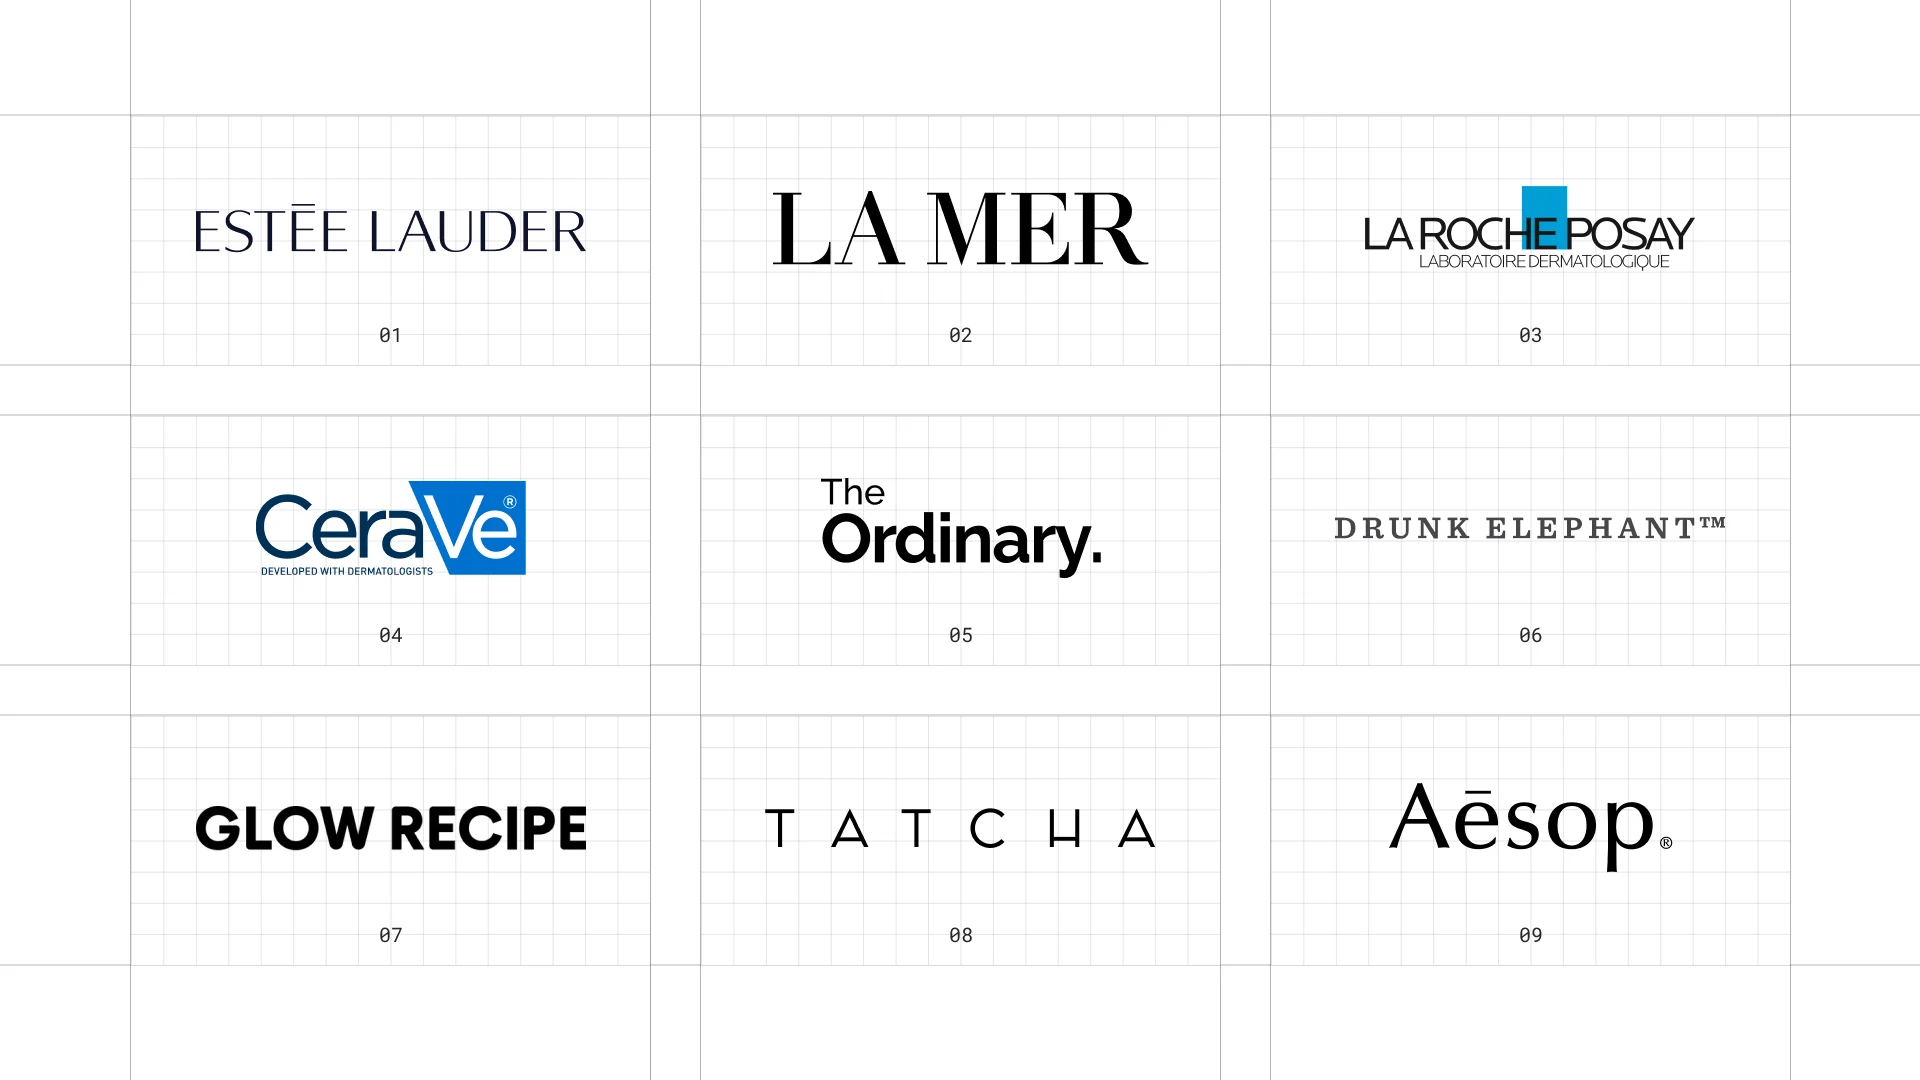 ESTĒE LAUDER
01
LA MER
02
LA ROCHE POSAY
LABORATOIRE DERMATOLOGIQUE
03
CeraVe®
DEVELOPED WITH DERMATOLOGISTS
04
The
Ordinary.
05
DRUNK ELEPHANT™
06
GLOW RECIPE
07
TATCHA
08
Aēsop®
09